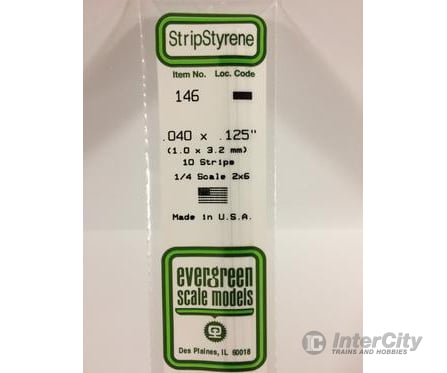 StripStyrene
Item No. Loc. Code
146
.040 x .125"
(1.0 x 3.2 mm)
10 Strips
1/4 Scale 2x6
Made in U.S.A.
evergreen
scale models
Des Plaines, IL 60018
IC InterCity
TRAINS AND HOBBIES